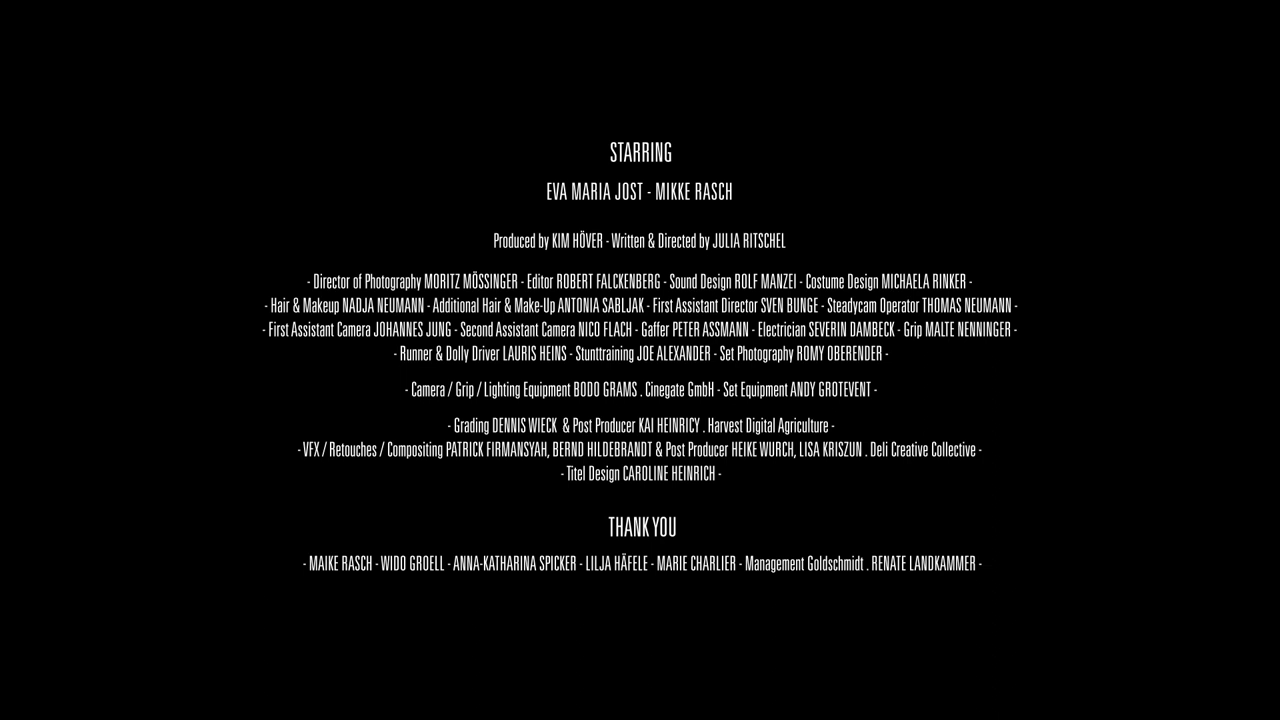 STARRING
EVA MARIA JOST - MIKKE RASCH
Produced by KIM HÖVER - Written & Directed by JULIA RITSCHEL
- Director of Photography MORITZ MÖSSINGER - Editor ROBERT FALCKENBERG - Sound Design ROLF MANZEI - Costume Design MICHAELA RINKER -
- Hair & Makeup NADJA NEUMANN - Additional Hair & Make-Up ANTONIA SABLJAK - First Assistant Director SVEN BUNGE - Steadycam Operator THOMAS NEUMANN -
- First Assistant Camera JOHANNES JUNG - Second Assistant Camera NICO FLACH - Gaffer PETER ASSMANN - Electrician SEVERIN DAMBECK - Grip MALTE NENNINGER -
- Runner & Dolly Driver LAURIS HEINS - Stunttraining JOE ALEXANDER - Set Photography ROMY OBERENDER -
- Camera / Grip / Lighting Equipment BODO GRAMS . Cinegate GmbH - Set Equipment ANDY GROTEVENT -
- Grading DENNIS WIECK & Post Producer KAI HEINRICY . Harvest Digital Agriculture -
- VFX / Retouches / Compositing PATRICK FIRMANSYAH, BERND HILDEBRANDT & Post Producer HEIKE WURCH, LISA KRISZUN . Deli Creative Collective -
- Titel Design CAROLINE HEINRICH -
THANK YOU
- MAIKE RASCH - WIDO GROELL - ANNA-KATHARINA SPICKER - LILJA HÄFELE - MARIE CHARLIER - Management Goldschmidt . RENATE LANDKAMMER -